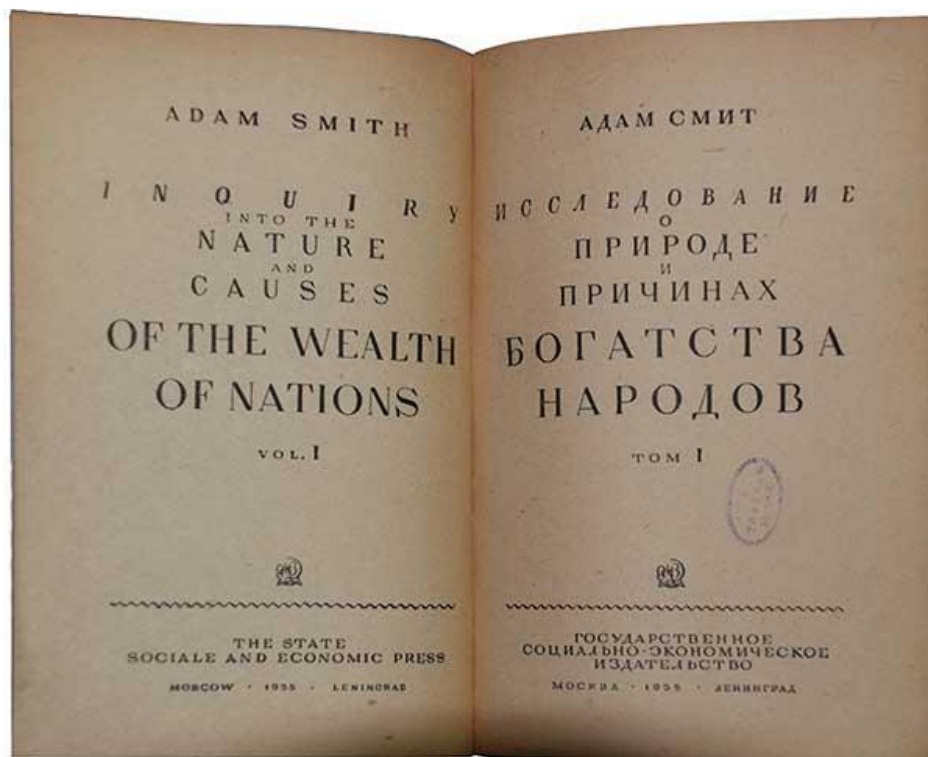 ADAM SMITH
INQUIRY
INTO THE
NATURE
AND
CAUSES
OF THE WEALTH
OF NATIONS
VOL. I
THE STATE
SOCIALE AND ECONOMIC PRESS
MOSCOW · 1935 · LENINGRAD
АДАМ СМИТ
ИССЛЕДОВАНИЕ
О
ПРИРОДЕ
И
ПРИЧИНАХ
БОГАТСТВА
НАРОДОВ
ТОМ I
ГОСУДАРСТВЕННОЕ
СОЦИАЛЬНО-ЭКОНОМИЧЕСКОЕ
ИЗДАТЕЛЬСТВО
МОСКВА · 1935 · ЛЕНИНГРАД